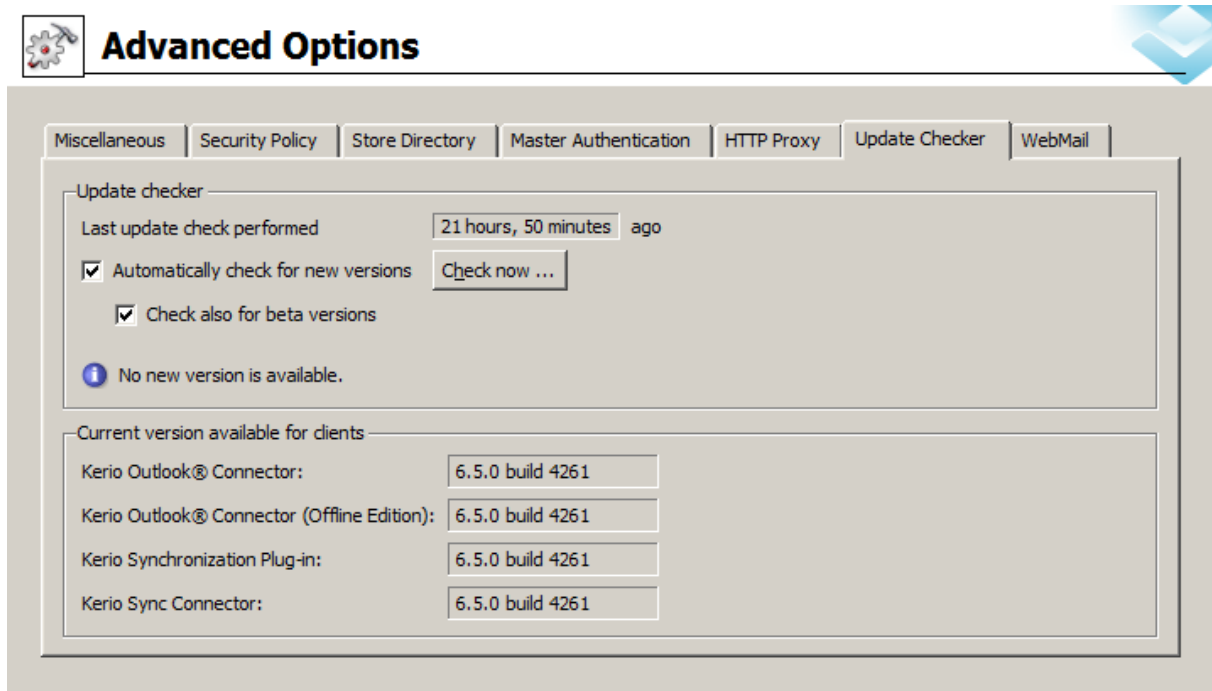 Advanced Options
Miscellaneous Security Policy Store Directory Master Authentication HTTP Proxy Update Checker WebMail
Update checker
Last update check performed 21 hours, 50 minutes ago
Automatically check for new versions Check now ...
Check also for beta versions
No new version is available.
Current version available for clients
Kerio Outlook® Connector: 6.5.0 build 4261
Kerio Outlook® Connector (Offline Edition): 6.5.0 build 4261
Kerio Synchronization Plug-in: 6.5.0 build 4261
Kerio Sync Connector: 6.5.0 build 4261